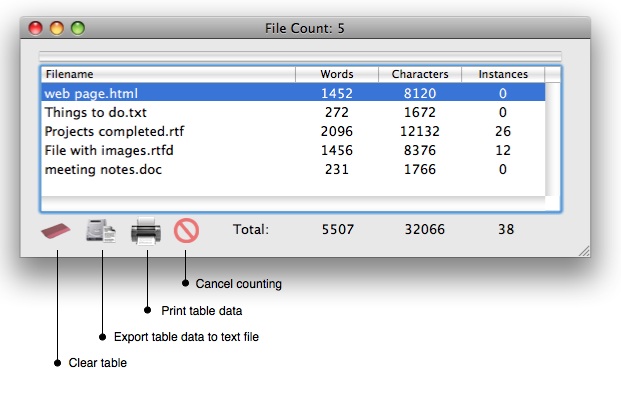 File Count: 5
Filename Words Characters Instances
web page.html 1452 8120 0
Things to do.txt 272 1672 0
Projects completed.rtf 2096 12132 26
File with images.rtfd 1456 8376 12
meeting notes.doc 231 1766 0
Total: 5507 32066 38
Cancel counting
Print table data
Export table data to text file
Clear table